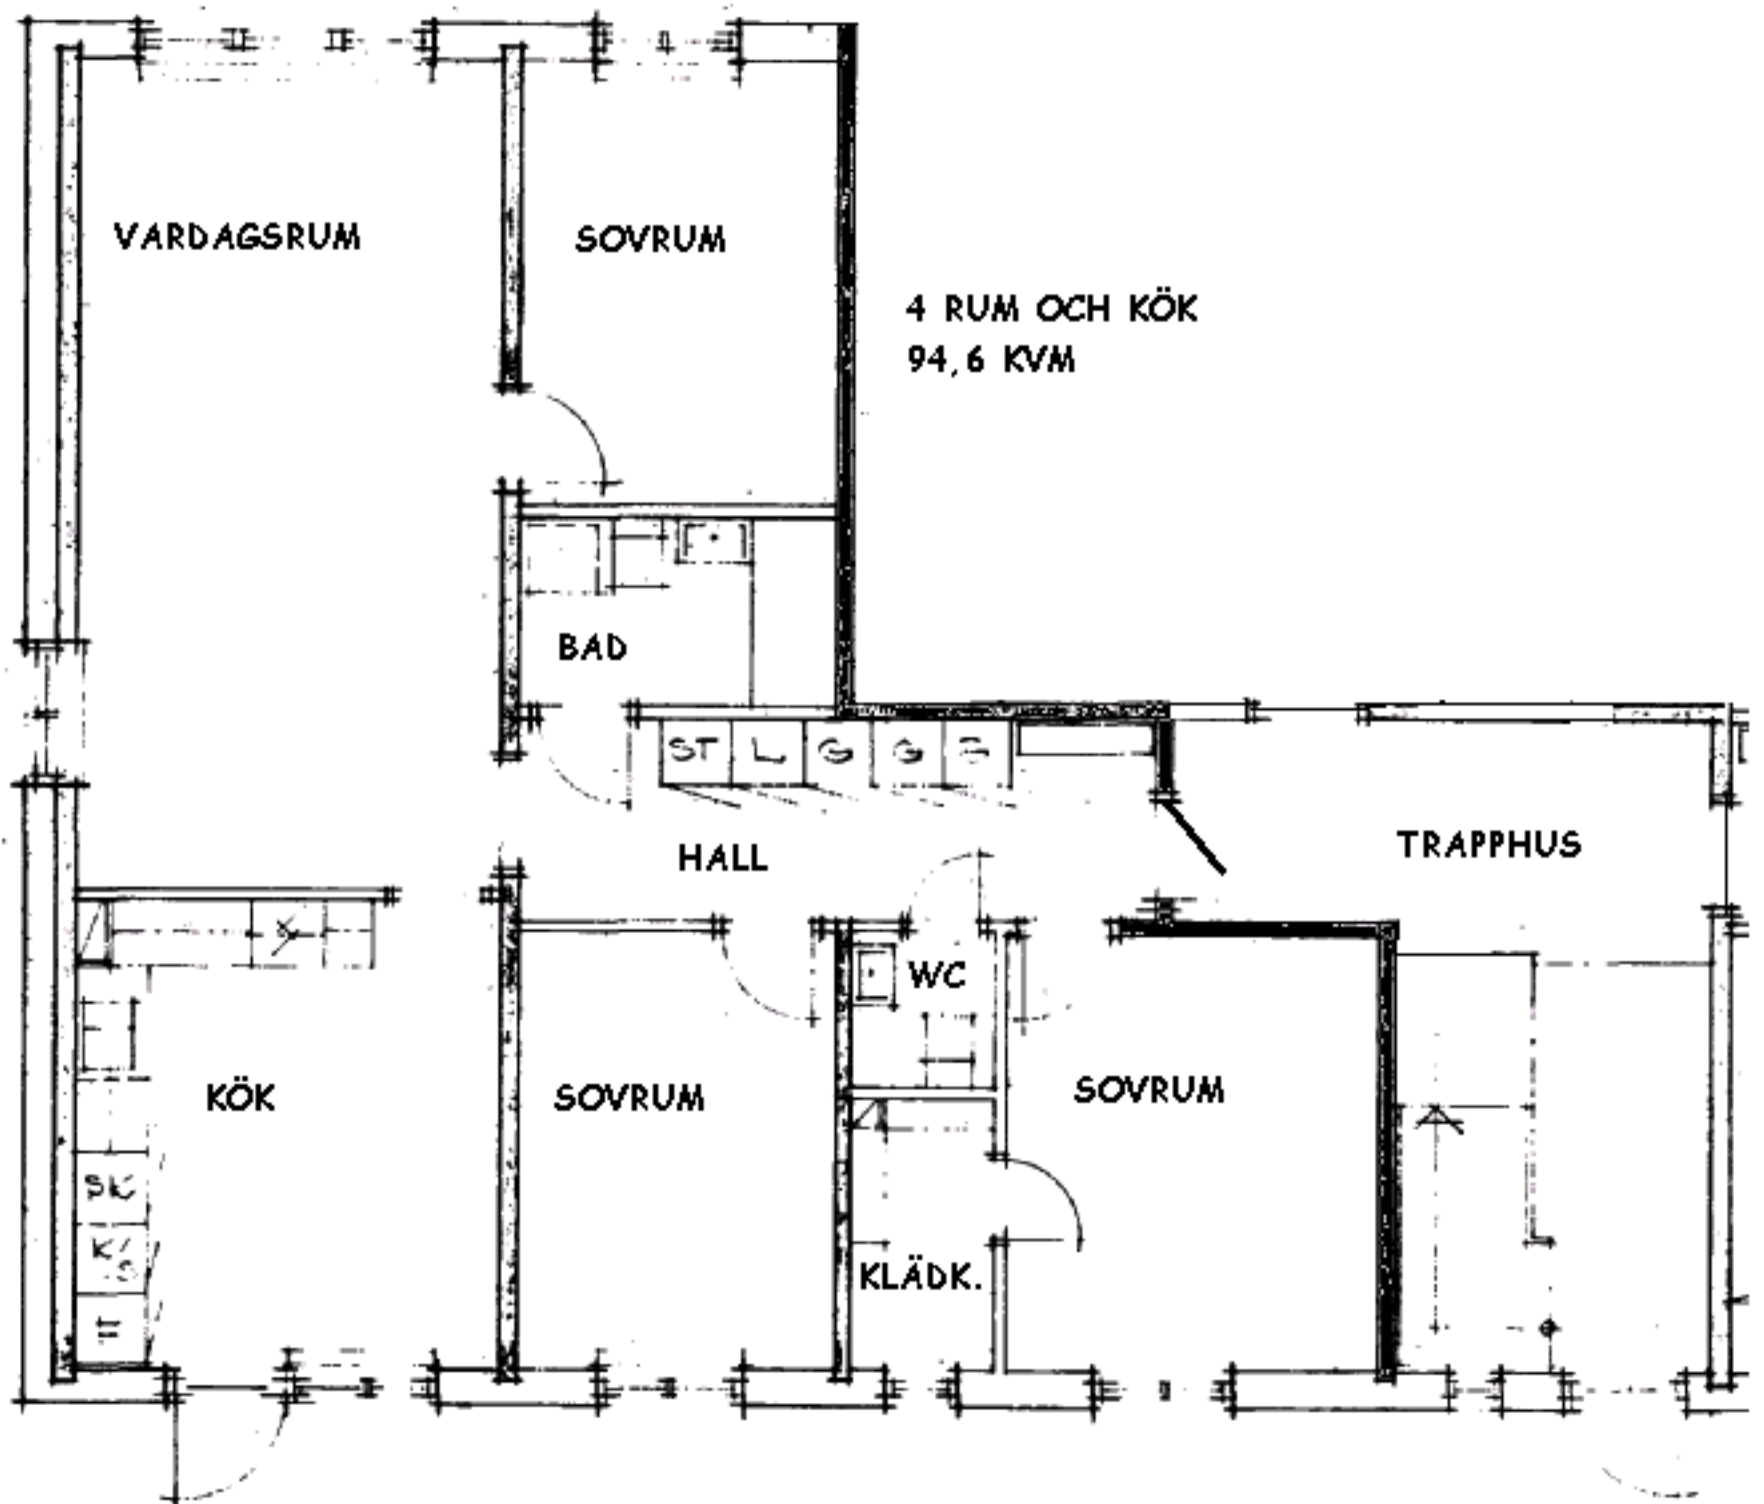 VARDAGSRUM
SOVRUM
4 RUM OCH KÖK
94,6 KVM
BAD
ST L G G G
HALL
TRAPPHUS
WC
KÖK
SOVRUM
SOVRUM
SK
K/S
KLÄDK.